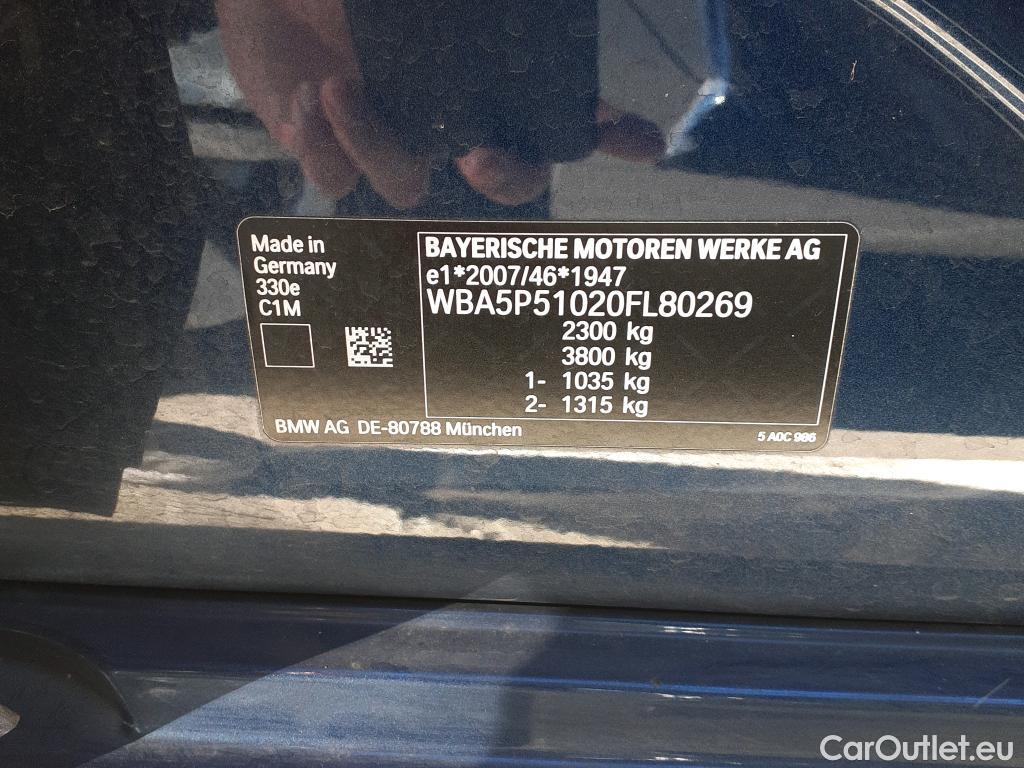 Made in
Germany
330e
C1M
BAYERISCHE MOTOREN WERKE AG
e1*2007/46*1947
WBA5P51020FL80269
2300 kg
3800 kg
1- 1035 kg
2- 1315 kg
BMW AG DE-80788 München
5 A0C 986
CarOutlet.eu